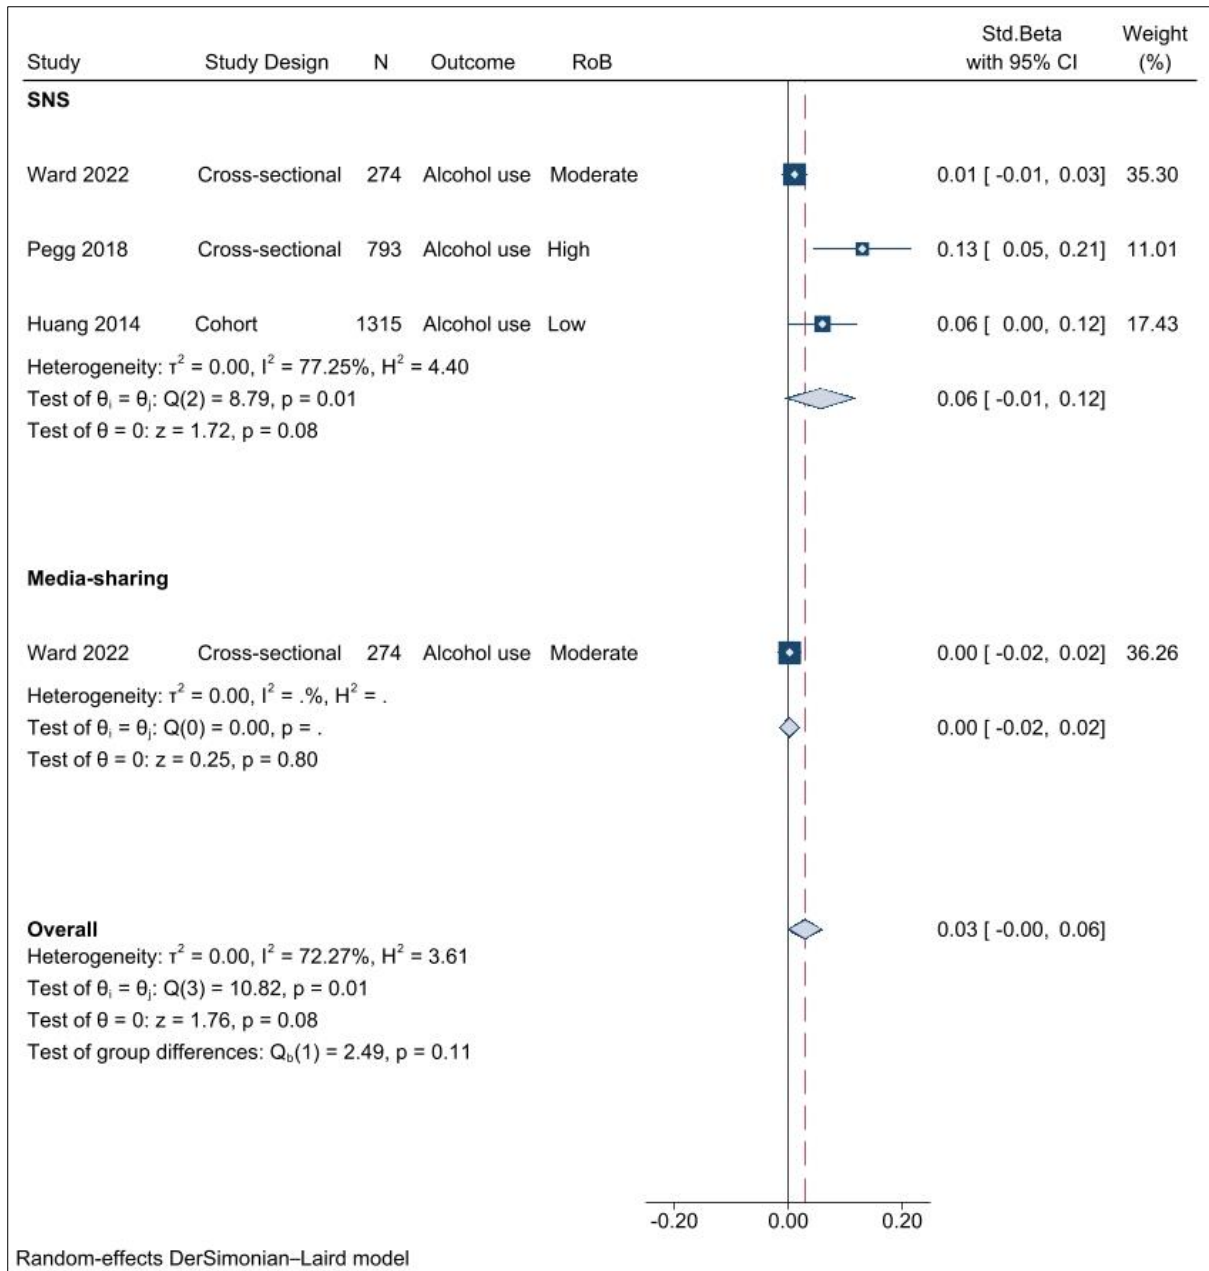 Std.Beta Weight
Study Study Design N Outcome RoB with 95% CI (%)
SNS
Ward 2022 Cross-sectional 274 Alcohol use Moderate 0.01 [ -0.01, 0.03] 35.30
Pegg 2018 Cross-sectional 793 Alcohol use High 0.13 [ 0.05, 0.21] 11.01
Huang 2014 Cohort 1315 Alcohol use Low 0.06 [ 0.00, 0.12] 17.43
Heterogeneity: τ² = 0.00, I² = 77.25%, H² = 4.40
Test of θᵢ = θⱼ: Q(2) = 8.79, p = 0.01 0.06 [ -0.01, 0.12]
Test of θ = 0: z = 1.72, p = 0.08
Media-sharing
Ward 2022 Cross-sectional 274 Alcohol use Moderate 0.00 [ -0.02, 0.02] 36.26
Heterogeneity: τ² = 0.00, I² = .%, H² = .
Test of θᵢ = θⱼ: Q(0) = 0.00, p = . 0.00 [ -0.02, 0.02]
Test of θ = 0: z = 0.25, p = 0.80
Overall 0.03 [ -0.00, 0.06]
Heterogeneity: τ² = 0.00, I² = 72.27%, H² = 3.61
Test of θᵢ = θⱼ: Q(3) = 10.82, p = 0.01
Test of θ = 0: z = 1.76, p = 0.08
Test of group differences: Q_b(1) = 2.49, p = 0.11
-0.20 0.00 0.20
Random-effects DerSimonian–Laird model